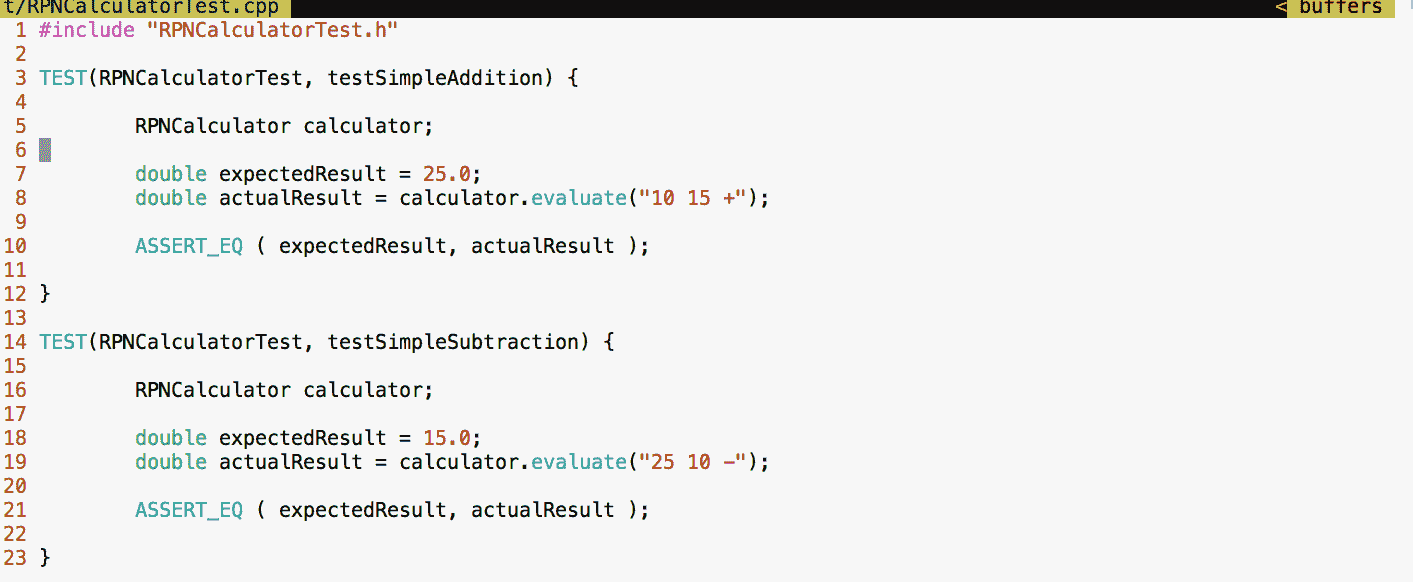 t/RPNCalculatorTest.cpp < buffers
1 #include "RPNCalculatorTest.h"
2
3 TEST(RPNCalculatorTest, testSimpleAddition) {
4
5         RPNCalculator calculator;
6
7         double expectedResult = 25.0;
8         double actualResult = calculator.evaluate("10 15 +");
9
10         ASSERT_EQ ( expectedResult, actualResult );
11
12 }
13
14 TEST(RPNCalculatorTest, testSimpleSubtraction) {
15
16         RPNCalculator calculator;
17
18         double expectedResult = 15.0;
19         double actualResult = calculator.evaluate("25 10 -");
20
21         ASSERT_EQ ( expectedResult, actualResult );
22
23 }